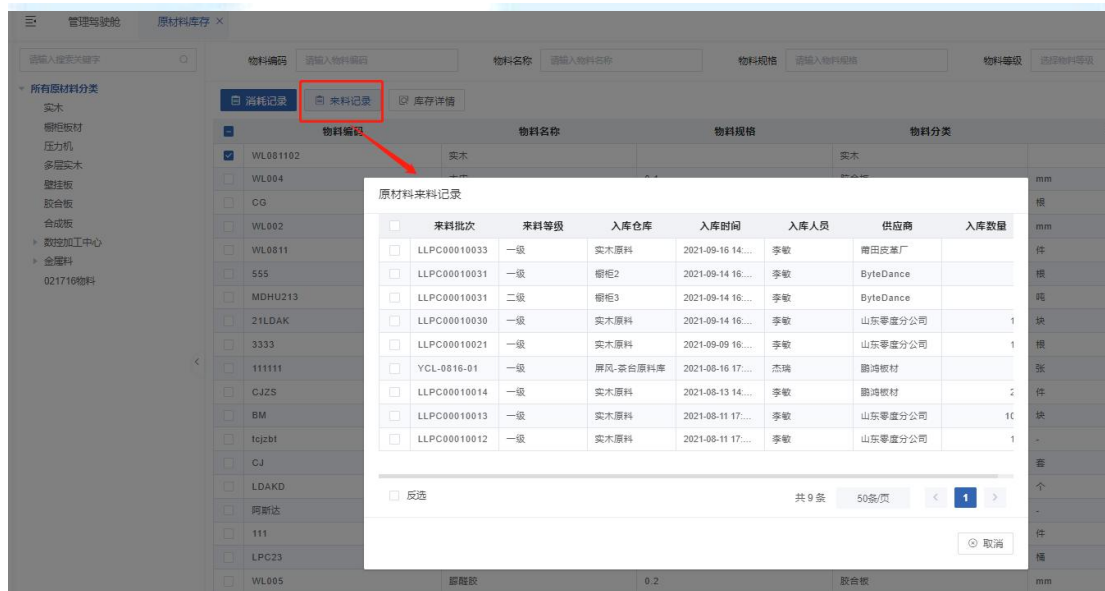 管理驾驶舱 原材料库存 ×
请输入搜索关键字 物料编码 请输入物料编码 物料名称 请输入物料名称 物料规格 请输入物料规格 物料等级 选择物料等级
所有原材料分类
实木
橱柜板材
压力机
多层实木
壁挂板
胶合板
合成板
数控加工中心
金属料
021716物料
消耗记录 来料记录 库存详情
物料编码 物料名称 物料规格 物料分类
WL081102 实木 实木
WL004 mm
CG 根
WL002 mm
WL0811 件
555 根
MDHU213 吨
21LDAK 块
3333 根
111111 张
CJZS 件
BM 块
tcjzbt -
CJ 套
LDAKD 个
阿斯达 -
111 件
LPC23 桶
WL005 0.2 胶合板 mm
原材料来料记录
来料批次 来料等级 入库仓库 入库时间 入库人员 供应商 入库数量
LLPC00010033 一级 实木原料 2021-09-16 14:... 李敏 莆田皮革厂
LLPC00010031 一级 橱柜2 2021-09-14 16:... 李敏 ByteDance
LLPC00010031 二级 橱柜3 2021-09-14 16:... 李敏 ByteDance
LLPC00010030 一级 实木原料 2021-09-14 16:... 李敏 山东零度分公司 1
LLPC00010021 一级 实木原料 2021-09-09 16:... 李敏 山东零度分公司 1
YCL-0816-01 一级 屏风-茶台原料库 2021-08-16 17:... 杰瑞 鹏鸿板材
LLPC00010014 一级 实木原料 2021-08-13 14:... 李敏 鹏鸿板材 2
LLPC00010013 一级 实木原料 2021-08-11 17:... 李敏 山东零度分公司 10
LLPC00010012 一级 实木原料 2021-08-11 17:... 李敏 山东零度分公司 1
反选 共9条 50条/页 < 1 >
取消